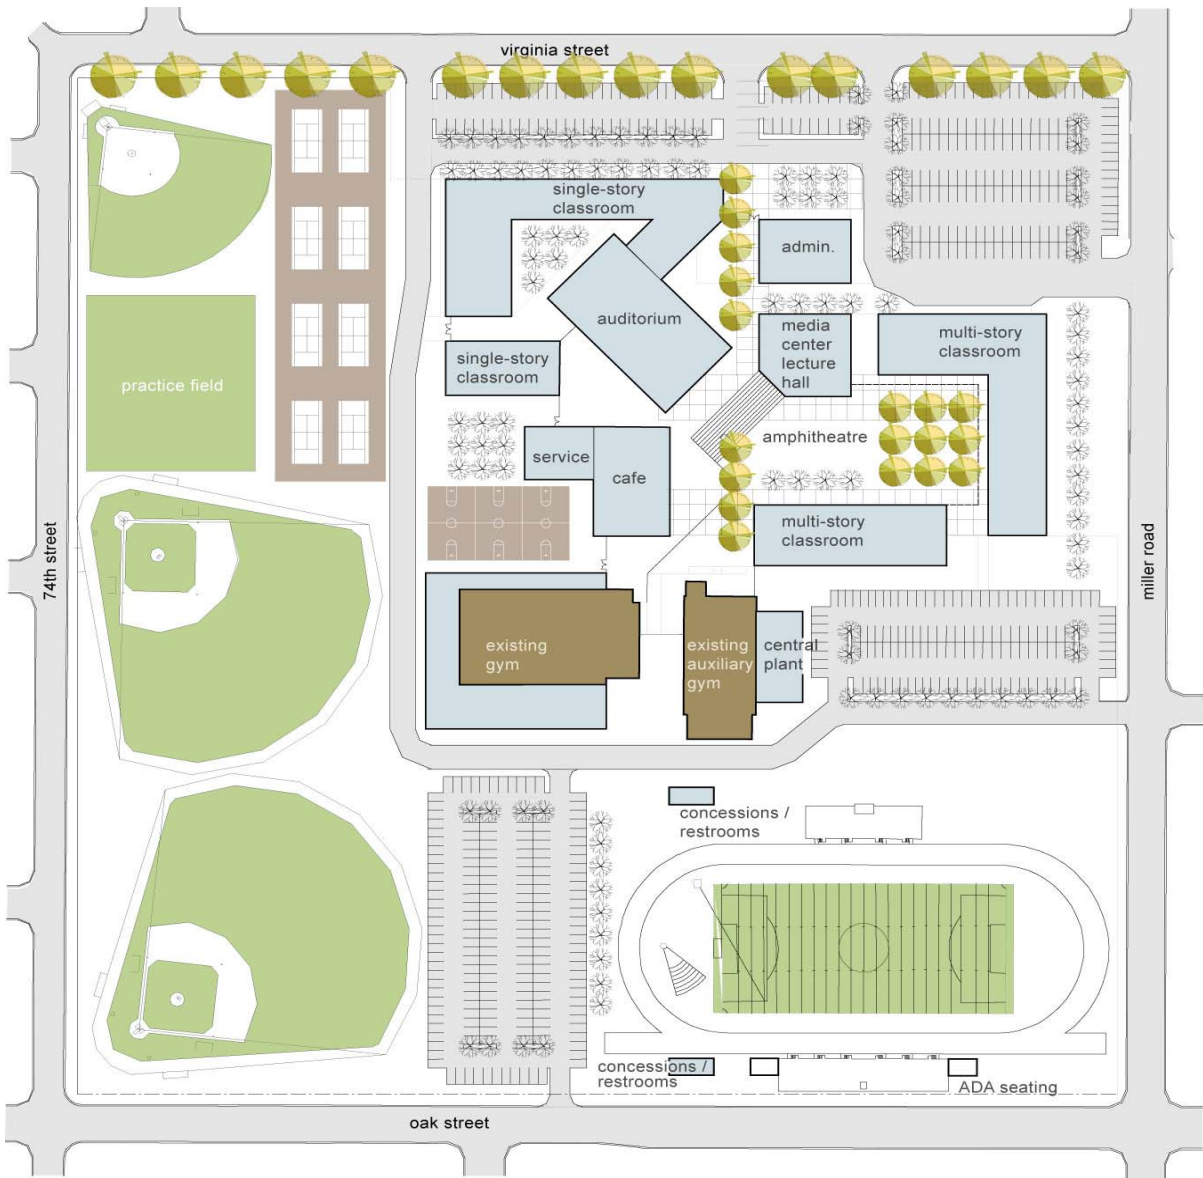 virginia street
single-story
classroom
admin.
auditorium
media
center
lecture
hall
multi-story
classroom
single-story
classroom
practice field
amphitheatre
service
cafe
multi-story
classroom
74th street
miller road
existing
gym
existing
auxiliary
gym
central
plant
concessions /
restrooms
concessions /
restrooms
ADA seating
oak street